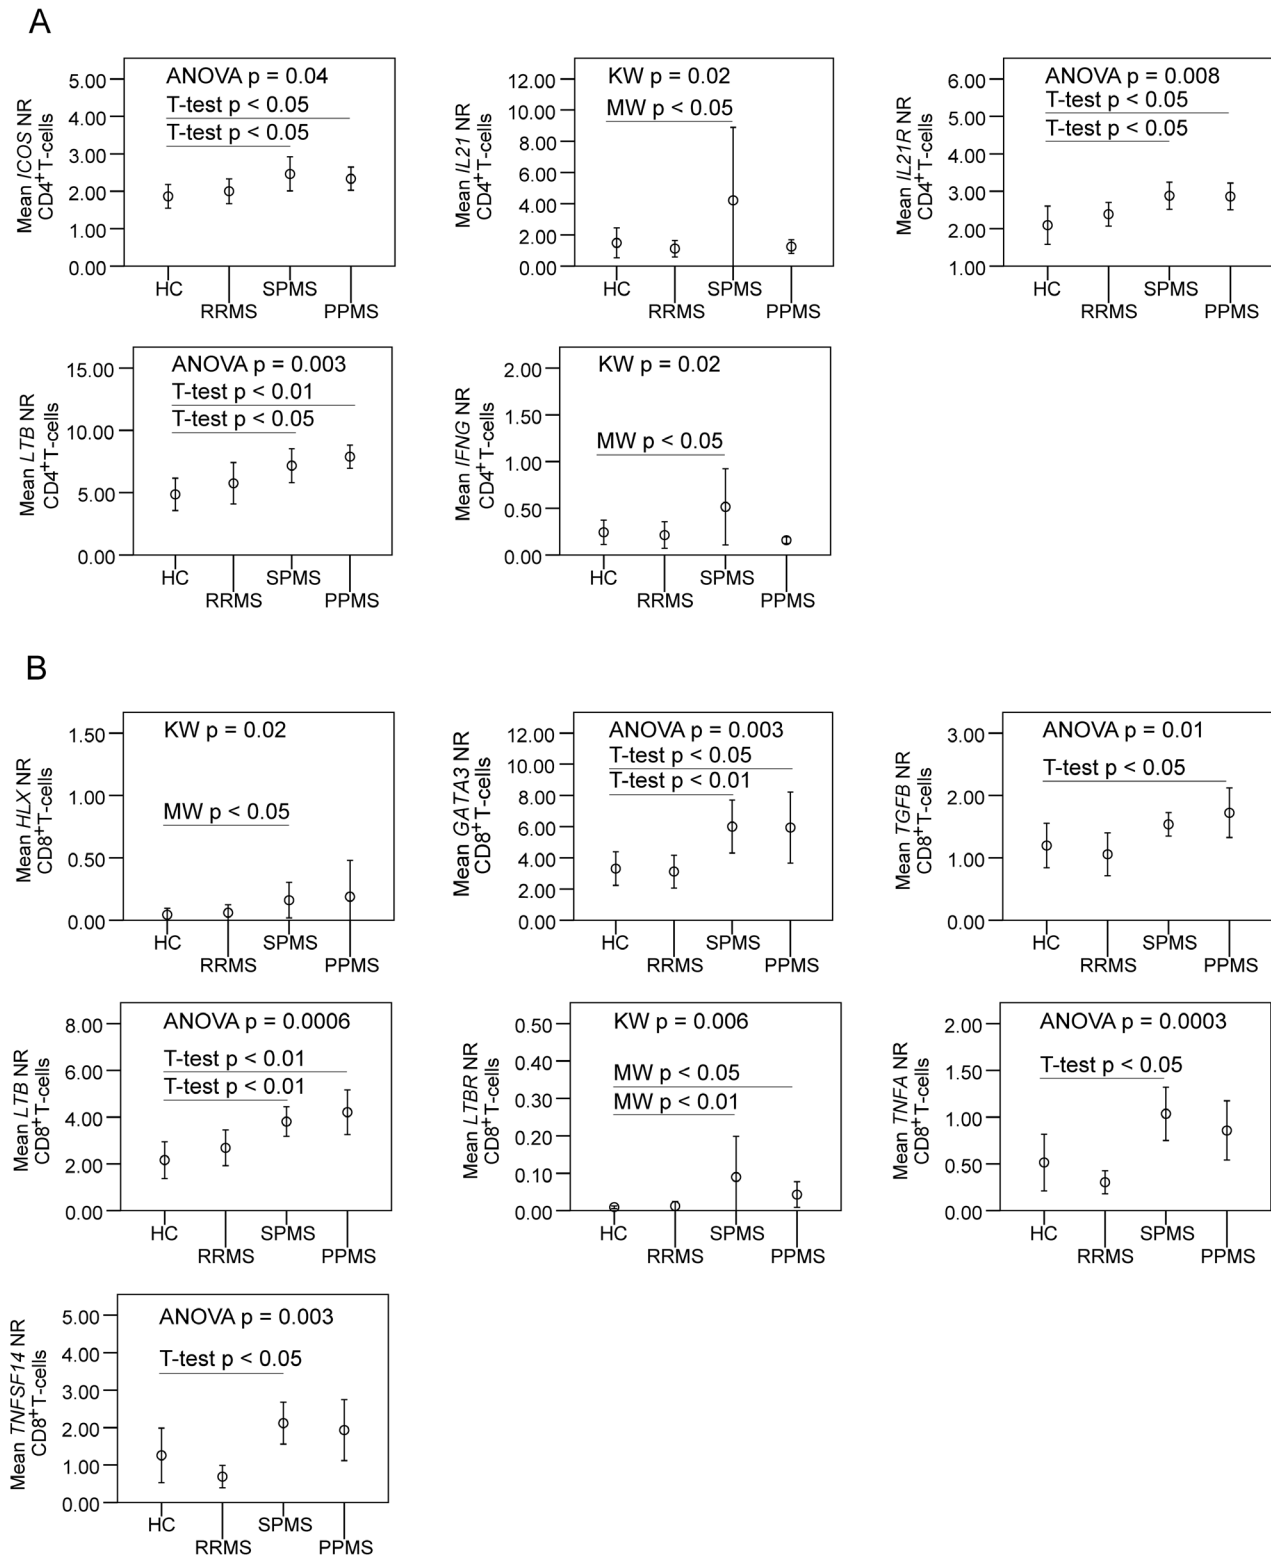 A
Mean ICOS NR
CD4+T-cells
5.00
4.00
3.00
2.00
1.00
0.00
ANOVA p = 0.04
T-test p < 0.05
T-test p < 0.05
HC
RRMS
SPMS
PPMS
Mean IL21 NR
CD4+T-cells
12.00
10.00
8.00
6.00
4.00
2.00
0.00
KW p = 0.02
MW p < 0.05
HC
RRMS
SPMS
PPMS
Mean IL21R NR
CD4+T-cells
6.00
5.00
4.00
3.00
2.00
1.00
ANOVA p = 0.008
T-test p < 0.05
T-test p < 0.05
HC
RRMS
SPMS
PPMS
Mean LTB NR
CD4+T-cells
15.00
10.00
5.00
0.00
ANOVA p = 0.003
T-test p < 0.01
T-test p < 0.05
HC
RRMS
SPMS
PPMS
Mean IFNG NR
CD4+T-cells
2.00
1.50
1.00
0.50
0.00
KW p = 0.02
MW p < 0.05
HC
RRMS
SPMS
PPMS
B
Mean HLX NR
CD8+T-cells
1.50
1.00
0.50
0.00
KW p = 0.02
MW p < 0.05
HC
RRMS
SPMS
PPMS
Mean GATA3 NR
CD8+T-cells
12.00
10.00
8.00
6.00
4.00
2.00
0.00
ANOVA p = 0.003
T-test p < 0.05
T-test p < 0.01
HC
RRMS
SPMS
PPMS
Mean TGFB NR
CD8+T-cells
3.00
2.00
1.00
0.00
ANOVA p = 0.01
T-test p < 0.05
HC
RRMS
SPMS
PPMS
Mean LTB NR
CD8+T-cells
8.00
6.00
4.00
2.00
0.00
ANOVA p = 0.0006
T-test p < 0.01
T-test p < 0.01
HC
RRMS
SPMS
PPMS
Mean LTBR NR
CD8+T-cells
0.50
0.40
0.30
0.20
0.10
0.00
KW p = 0.006
MW p < 0.05
MW p < 0.01
HC
RRMS
SPMS
PPMS
Mean TNFA NR
CD8+T-cells
2.00
1.50
1.00
0.50
0.00
ANOVA p = 0.0003
T-test p < 0.05
HC
RRMS
SPMS
PPMS
Mean TNFSF14 NR
CD8+T-cells
5.00
4.00
3.00
2.00
1.00
0.00
ANOVA p = 0.003
T-test p < 0.05
HC
RRMS
SPMS
PPMS